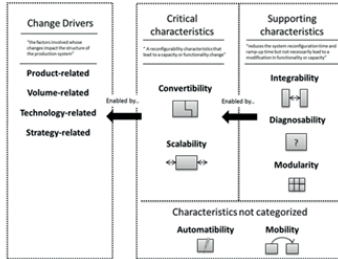 Change Drivers
"the factors involved whose
changes impact the structure of
the production system"
Product-related
Volume-related
Technology-related
Strategy-related
Enabled by..
Critical
characteristics
" A reconfigurability characteristics that
lead to a capacity or functionality change"
Convertibility
Scalability
Enabled by..
Supporting
characteristics
"reduces the system reconfiguration time and
ramp-up time but not necessarily lead to a
modification in functionality or capacity"
Integrability
Diagnosability
?
Modularity
Characteristics not categorized
Automatibility
Mobility